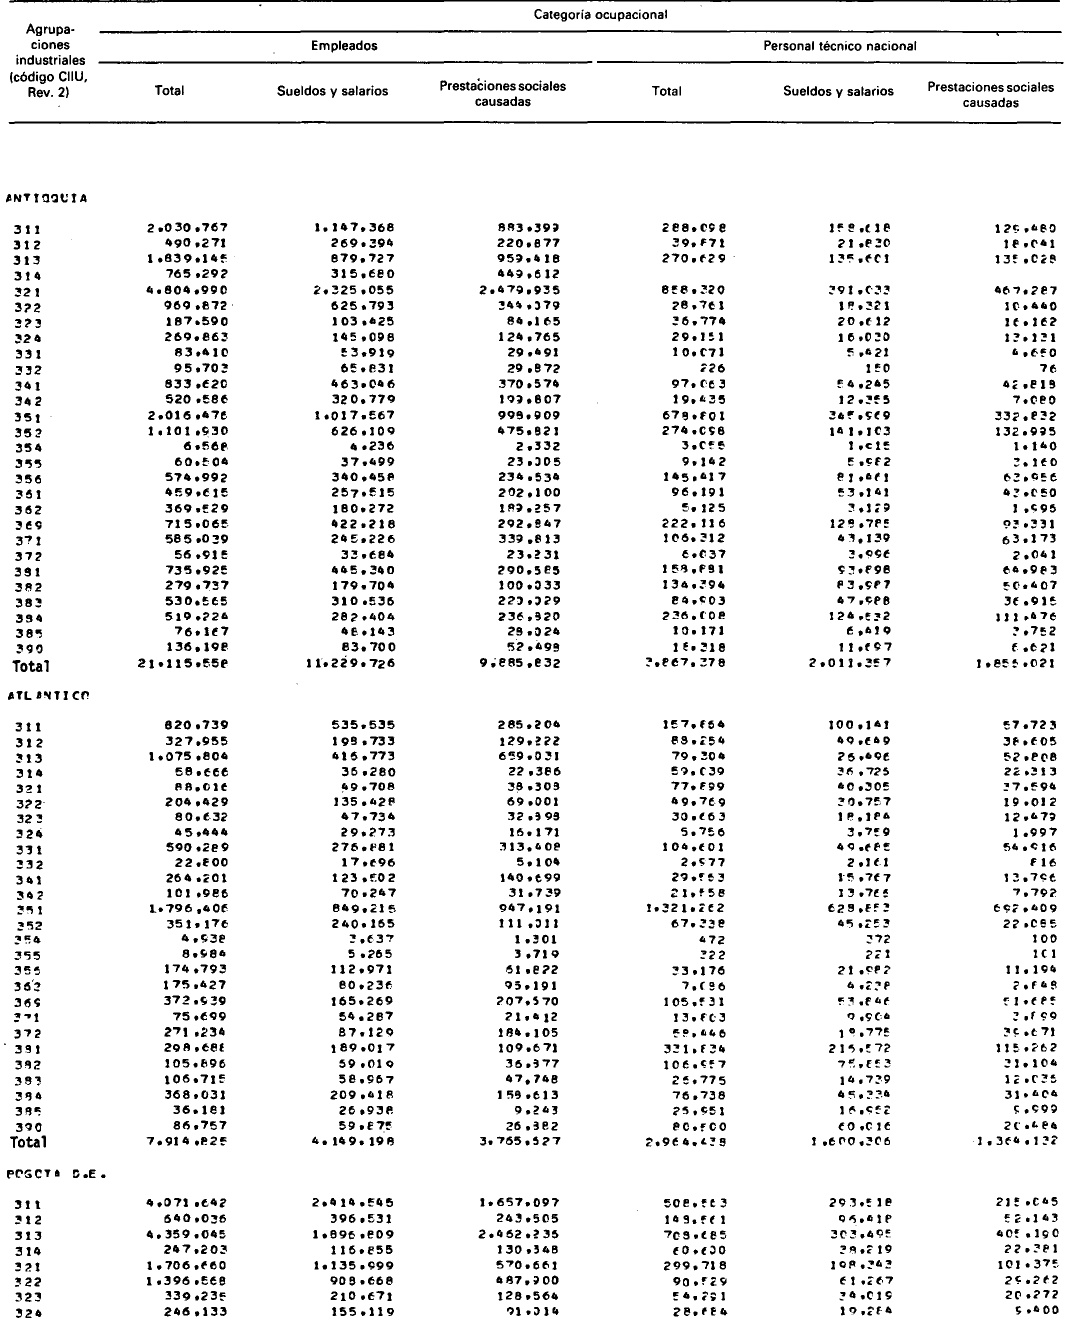 Categoría ocupacional
Agrupa-
ciones
industriales
(código CIIU,
Rev. 2)
Empleados Personal técnico nacional
Total Sueldos y salarios Prestaciones sociales causadas Total Sueldos y salarios Prestaciones sociales causadas
ANTIOQUIA
311 2.030.767 1.147.368 883.399 288.098 158.618 129.480
312 490.271 269.394 220.877 39.871 21.830 18.041
313 1.839.145 879.727 959.418 270.629 135.601 135.028
314 765.292 315.680 449.612
321 4.804.990 2.325.055 2.479.935 858.320 391.033 467.287
322 969.872 625.793 344.079 28.761 18.321 10.440
323 187.590 103.425 84.165 36.774 20.612 16.162
324 269.863 145.098 124.765 29.151 16.020 13.131
331 83.410 53.919 29.491 10.071 5.421 4.650
332 95.703 65.831 29.872 226 150 76
341 833.620 463.046 370.574 97.063 54.245 42.818
342 520.586 320.779 199.807 19.435 12.355 7.080
351 2.016.476 1.017.567 998.909 678.801 345.969 332.832
352 1.101.930 626.109 475.821 274.098 141.103 132.995
354 6.568 4.236 2.332 3.055 1.915 1.140
355 60.504 37.499 23.005 9.142 5.982 3.160
356 574.992 340.458 234.534 145.417 81.461 63.956
361 459.615 257.515 202.100 96.191 53.141 43.050
362 369.529 180.272 189.257 5.125 3.129 1.996
369 715.065 422.218 292.847 222.116 128.785 93.331
371 585.039 245.226 339.813 106.312 43.139 63.173
372 56.915 33.684 23.231 6.037 3.996 2.041
381 735.925 445.340 290.585 158.881 93.898 64.983
382 279.737 179.704 100.033 134.394 83.987 50.407
383 530.565 310.536 220.029 84.903 47.988 36.915
384 519.224 282.404 236.820 236.008 124.532 111.476
385 76.167 48.143 28.024 10.171 6.419 3.752
390 136.198 83.700 52.498 18.318 11.697 6.621
Total 21.115.558 11.229.726 9.885.832 3.867.378 2.011.357 1.856.021
ATLANTICO
311 820.739 535.535 285.204 157.864 100.141 57.723
312 327.955 198.733 129.222 88.254 49.649 38.605
313 1.075.804 416.773 659.031 79.304 26.496 52.808
314 58.666 36.280 22.386 59.039 36.726 22.313
321 88.016 49.708 38.308 77.899 40.305 37.594
322 204.429 135.428 69.001 49.769 30.757 19.012
323 80.632 47.734 32.898 30.663 18.184 12.479
324 45.444 29.273 16.171 5.756 3.759 1.997
331 590.289 276.881 313.408 104.601 49.685 54.916
332 22.800 17.696 5.104 2.977 2.161 816
341 264.201 123.502 140.699 29.563 15.767 13.796
342 101.986 70.247 31.739 21.558 13.766 7.792
351 1.796.406 849.215 947.191 1.321.262 628.853 692.409
352 351.176 240.165 111.011 67.338 45.253 22.085
354 4.938 3.637 1.301 472 372 100
355 8.984 5.265 3.719 322 221 101
356 174.793 112.971 61.822 33.176 21.982 11.194
362 175.427 80.236 95.191 7.086 4.238 2.848
369 372.939 165.269 207.670 105.531 53.846 51.685
371 75.699 54.287 21.412 13.803 9.904 3.899
372 271.234 87.129 184.105 58.446 18.775 39.671
381 298.688 189.017 109.671 331.834 216.572 115.262
382 105.896 69.019 36.877 106.957 75.853 31.104
383 106.715 58.967 47.748 26.775 14.739 12.036
384 368.031 209.418 158.613 76.738 45.334 31.404
385 36.181 26.938 9.243 25.951 16.952 8.999
390 86.757 59.875 26.882 80.500 60.016 20.484
Total 7.914.825 4.149.198 3.765.627 2.964.438 1.600.306 1.364.132
BOGOTA D.E.
311 4.071.642 2.414.545 1.657.097 508.563 293.518 215.045
312 640.036 396.531 243.505 148.561 96.418 52.143
313 4.359.045 1.896.809 2.462.236 708.685 303.495 405.190
314 247.203 116.855 130.348 60.600 38.219 22.381
321 1.706.660 1.135.999 570.661 299.718 198.343 101.375
322 1.396.568 908.668 487.900 90.529 61.267 29.262
323 339.235 210.671 128.564 54.291 34.019 20.272
324 246.133 155.119 91.014 28.684 19.284 9.400